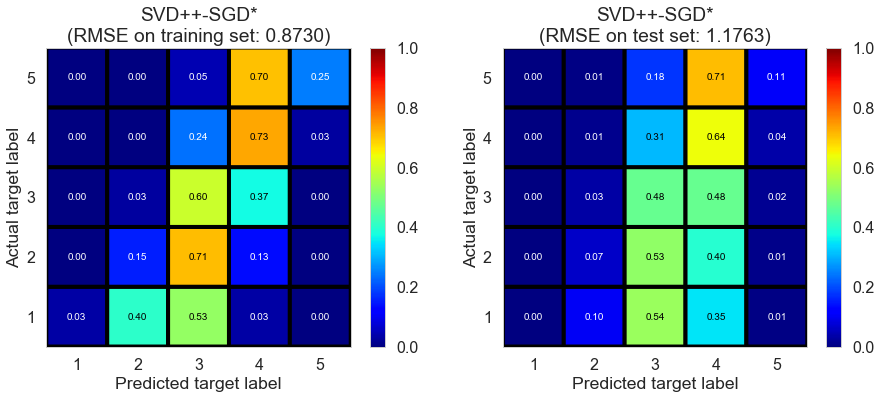 SVD++-SGD*
(RMSE on training set: 0.8730)
Actual target label
5 0.00 0.00 0.05 0.70 0.25
4 0.00 0.00 0.24 0.73 0.03
3 0.00 0.03 0.60 0.37 0.00
2 0.00 0.15 0.71 0.13 0.00
1 0.03 0.40 0.53 0.03 0.00
1 2 3 4 5
Predicted target label
1.0
0.8
0.6
0.4
0.2
0.0
SVD++-SGD*
(RMSE on test set: 1.1763)
Actual target label
5 0.00 0.01 0.18 0.71 0.11
4 0.00 0.01 0.31 0.64 0.04
3 0.00 0.03 0.48 0.48 0.02
2 0.00 0.07 0.53 0.40 0.01
1 0.00 0.10 0.54 0.35 0.01
1 2 3 4 5
Predicted target label
1.0
0.8
0.6
0.4
0.2
0.0